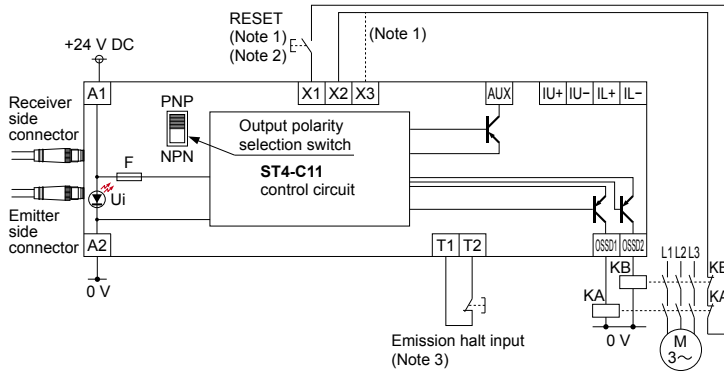 RESET
(Note 1)
(Note 2)
(Note 1)
+24 V DC
A1
X1 X2 X3
AUX
IU+ IU− IL+ IL−
Receiver
side
connector
PNP
NPN
Output polarity
selection switch
ST4-C11
control circuit
F
Ui
Emitter
side
connector
A2
T1 T2
OSSD1 OSSD2
0 V
Emission halt input
(Note 3)
KA
KB
0 V
L1 L2 L3
KB
KA
M
3~